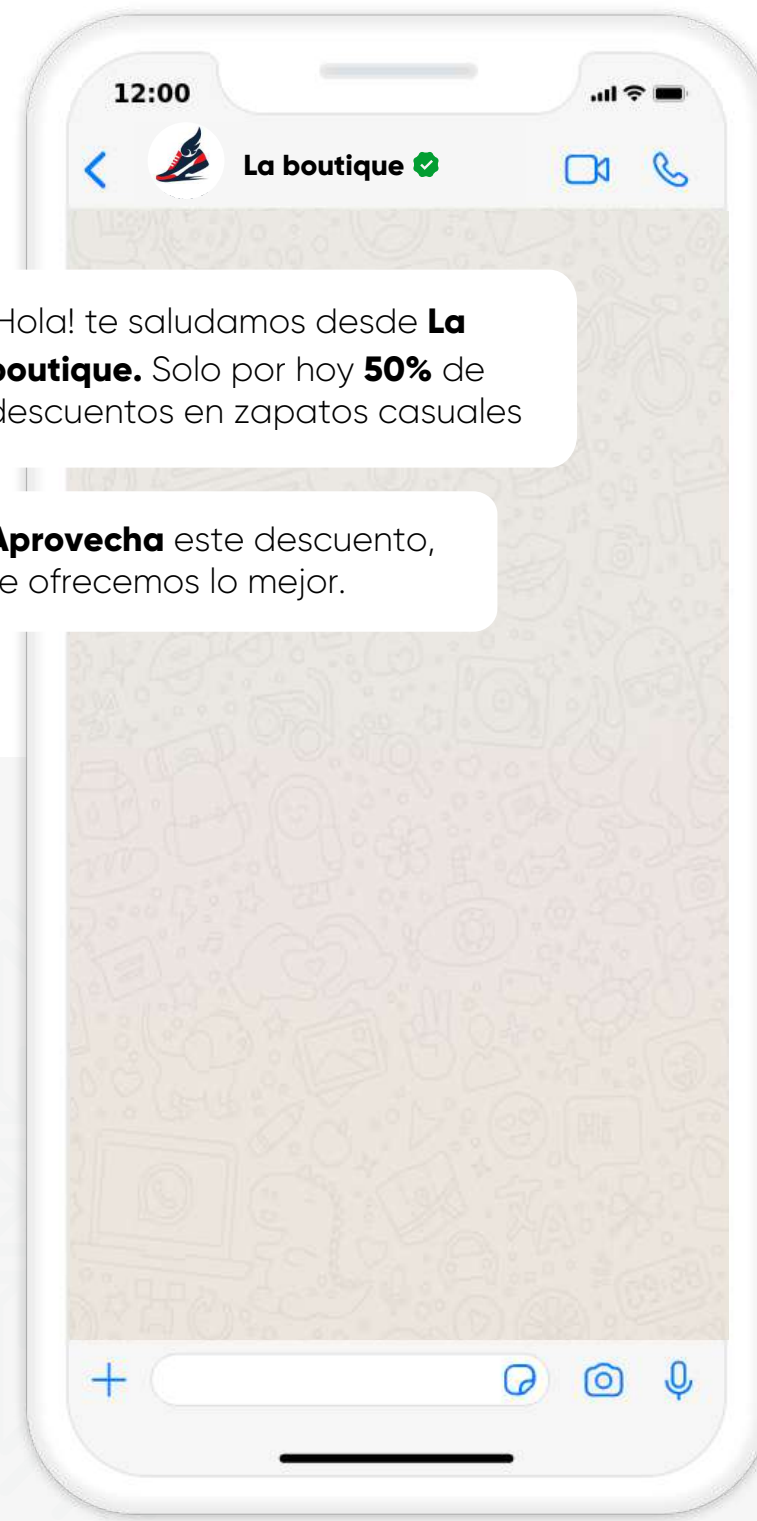 12:00
La boutique
Hola! te saludamos desde La
boutique. Solo por hoy 50% de
descuentos en zapatos casuales
Aprovecha este descuento,
te ofrecemos lo mejor.